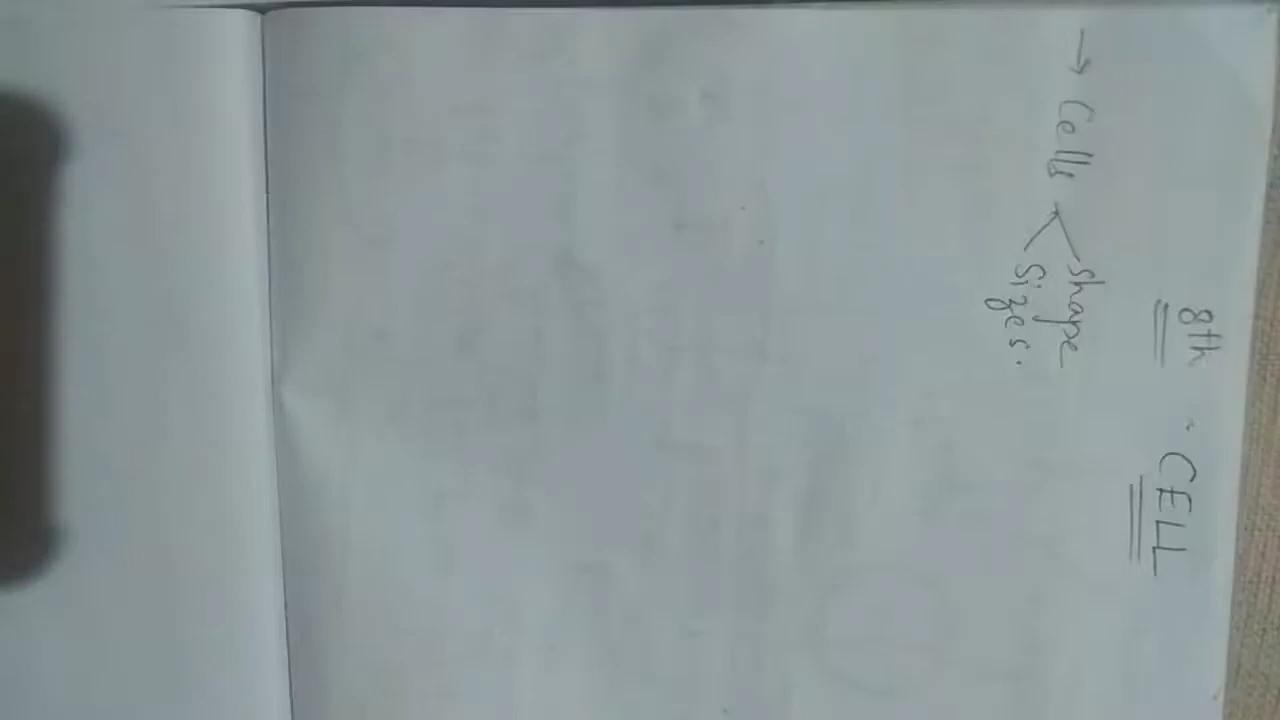 8th - CELL
→ Cells < shape
sizes.